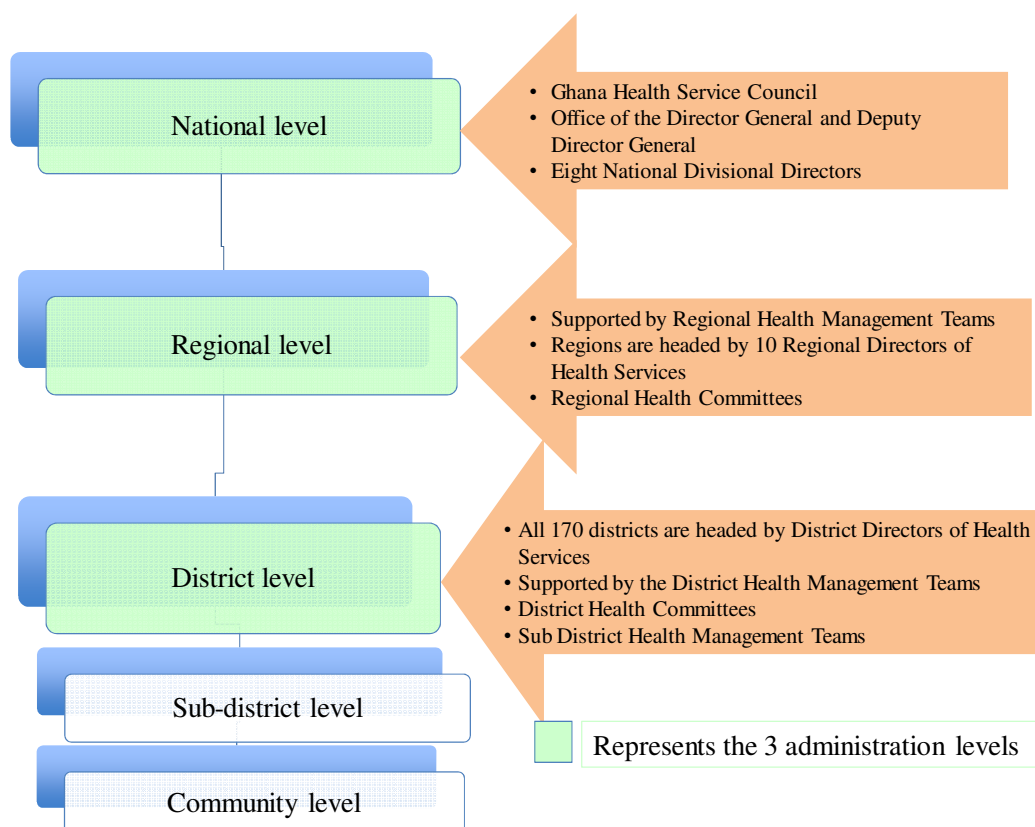 National level
• Ghana Health Service Council
• Office of the Director General and Deputy
Director General
• Eight National Divisional Directors
Regional level
• Supported by Regional Health Management Teams
• Regions are headed by 10 Regional Directors of
Health Services
• Regional Health Committees
District level
• All 170 districts are headed by District Directors of Health
Services
• Supported by the District Health Management Teams
• District Health Committees
• Sub District Health Management Teams
Sub-district level
Represents the 3 administration levels
Community level